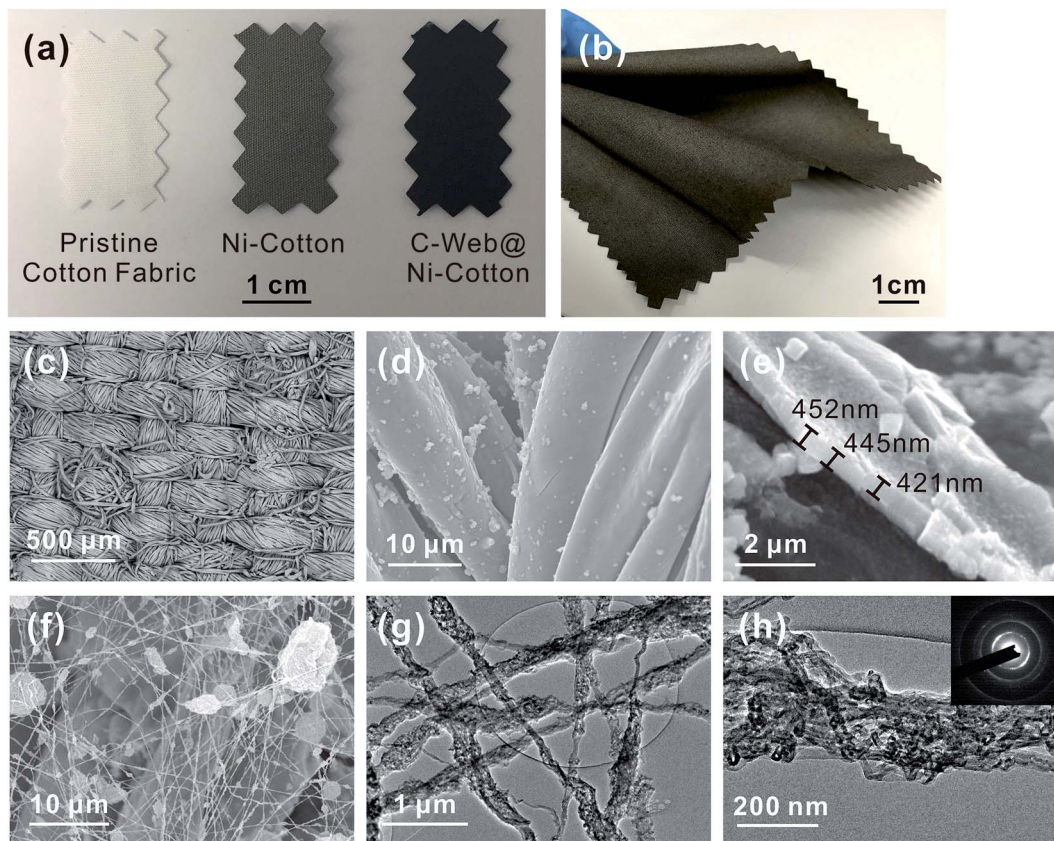 (a)
Pristine
Cotton Fabric
Ni-Cotton
1 cm
C-Web@
Ni-Cotton
(b)
1cm
(c)
500 μm
(d)
10 μm
(e)
452nm
445nm
421nm
2 μm
(f)
10 μm
(g)
1 μm
(h)
200 nm